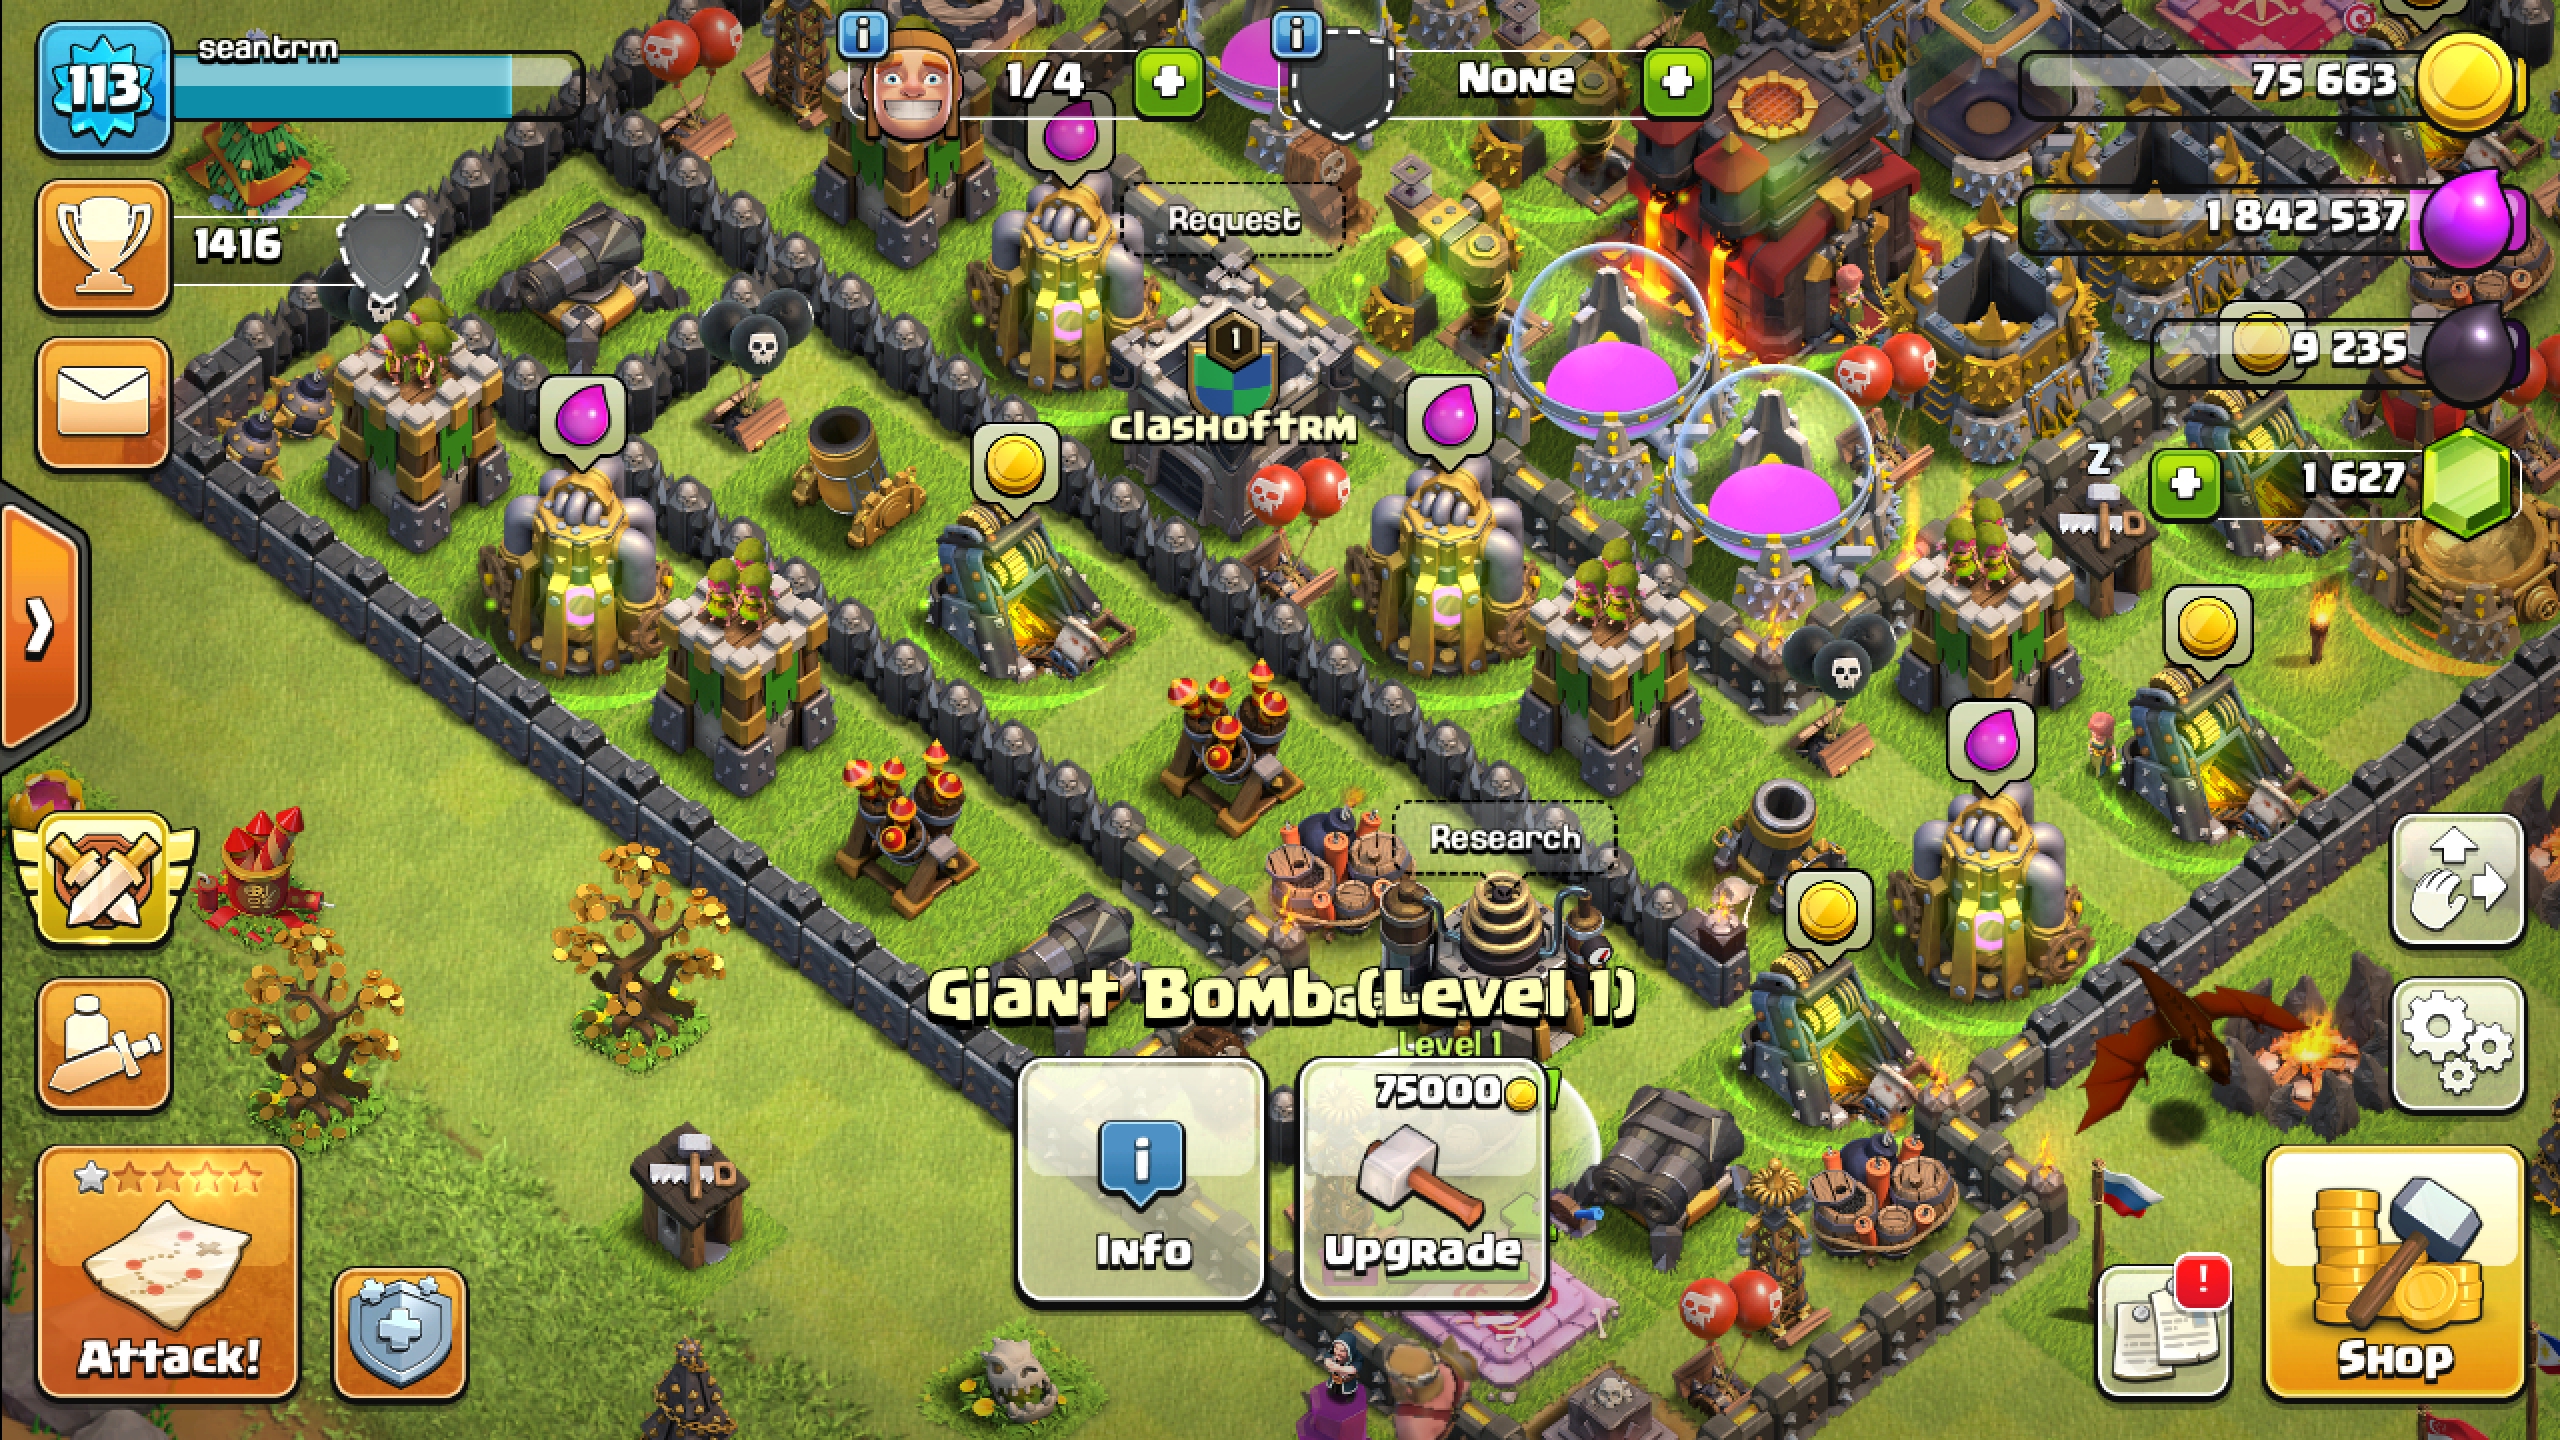 113
seantrm
1/4
None
75 663
Request
1416
1 842 537
1
9 235
clashoftrm
z
1 627
Research
Giant Bomb (Level 1)
Level 1
75000
Info
Upgrade
Attack!
!
Shop